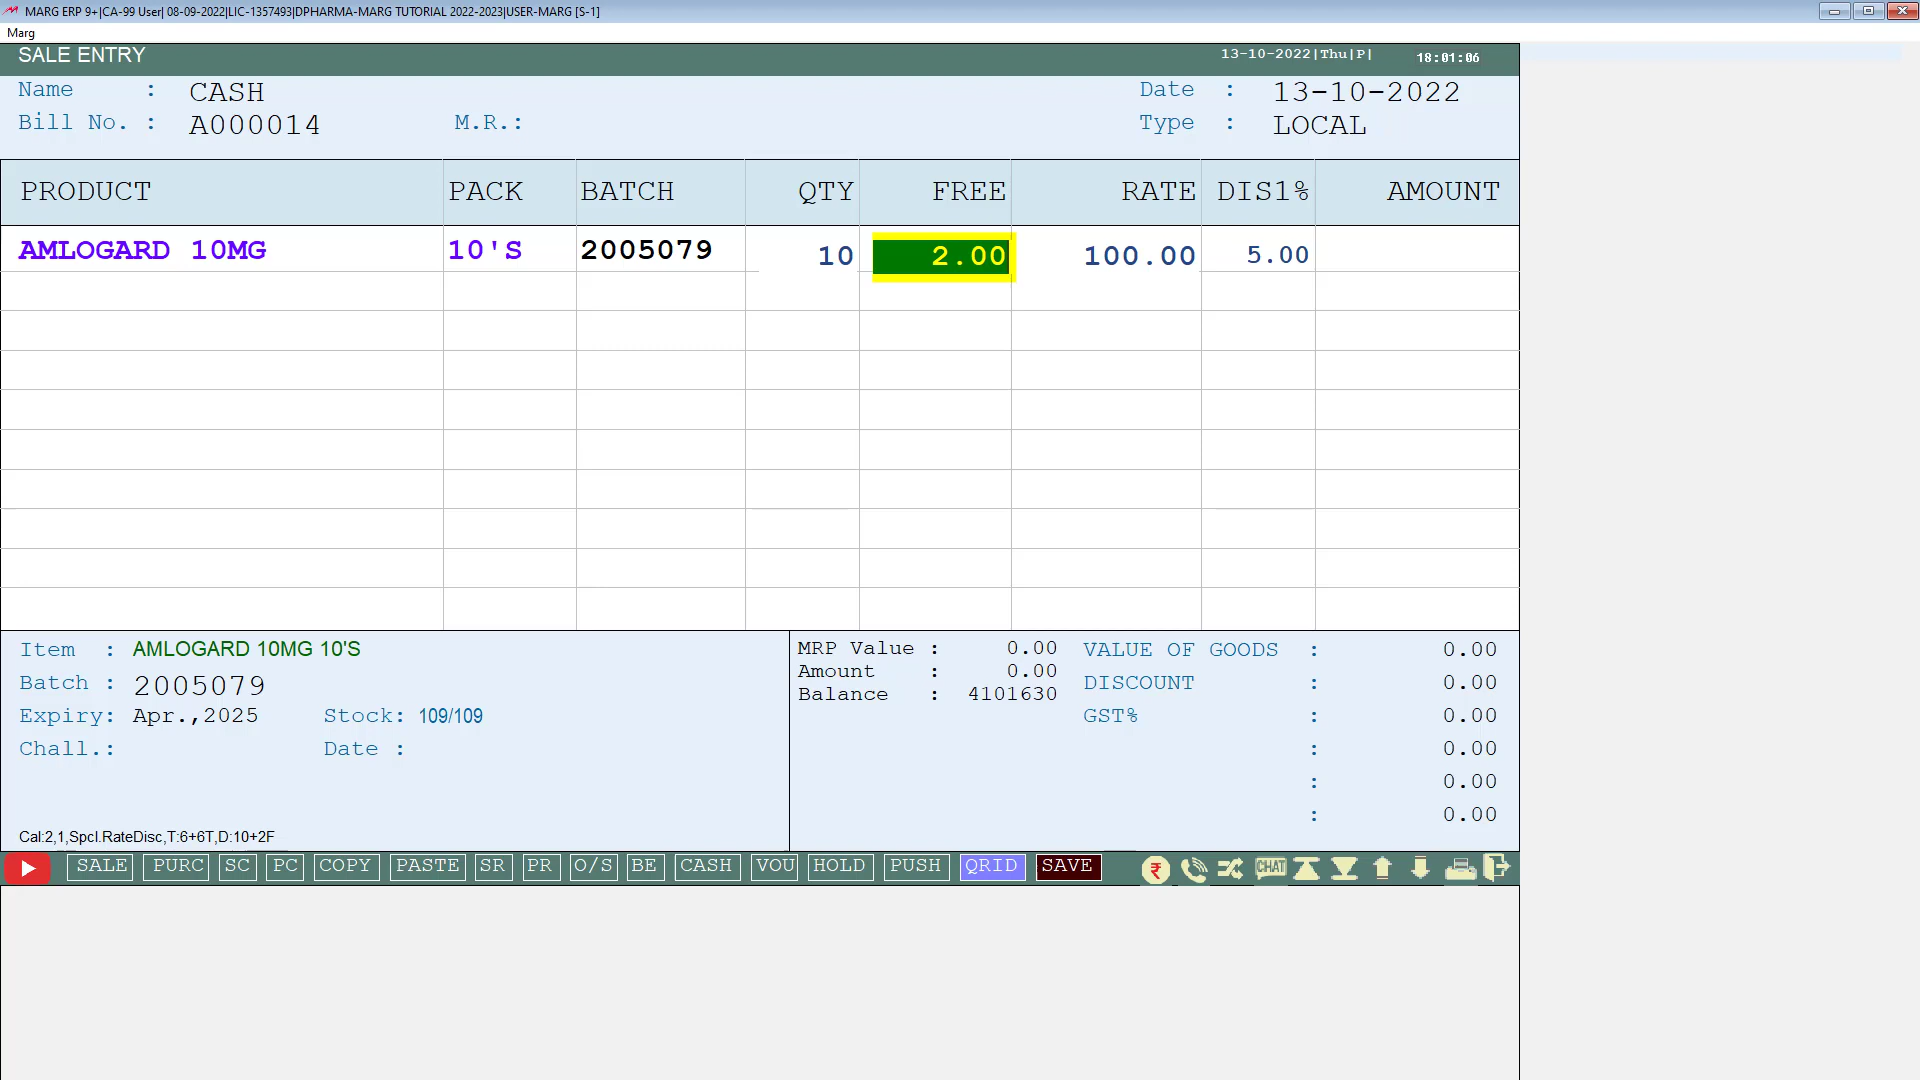 MARG ERP 9+|CA-99 User| 08-09-2022|LIC-1357493|DPHARMA-MARG TUTORIAL 2022-2023|USER-MARG [S-1]
Marg
SALE ENTRY 13-10-2022|Thu|P| 18:01:06
Name : CASH Date : 13-10-2022
Bill No. : A000014 M.R.: Type : LOCAL
PRODUCT PACK BATCH QTY FREE RATE DIS1% AMOUNT
AMLOGARD 10MG 10'S 2005079 10 2.00 100.00 5.00
Item : AMLOGARD 10MG 10'S MRP Value : 0.00 VALUE OF GOODS : 0.00
Amount : 0.00
Batch : 2005079 Balance : 4101630 DISCOUNT : 0.00
Expiry: Apr.,2025 Stock: 109/109 GST% : 0.00
Chall.: Date : : 0.00
: 0.00
: 0.00
Cal:2,1,Spcl.RateDisc,T:6+6T,D:10+2F
SALE PURC SC PC COPY PASTE SR PR O/S BE CASH VOU HOLD PUSH QRID SAVE ₹ CHAT